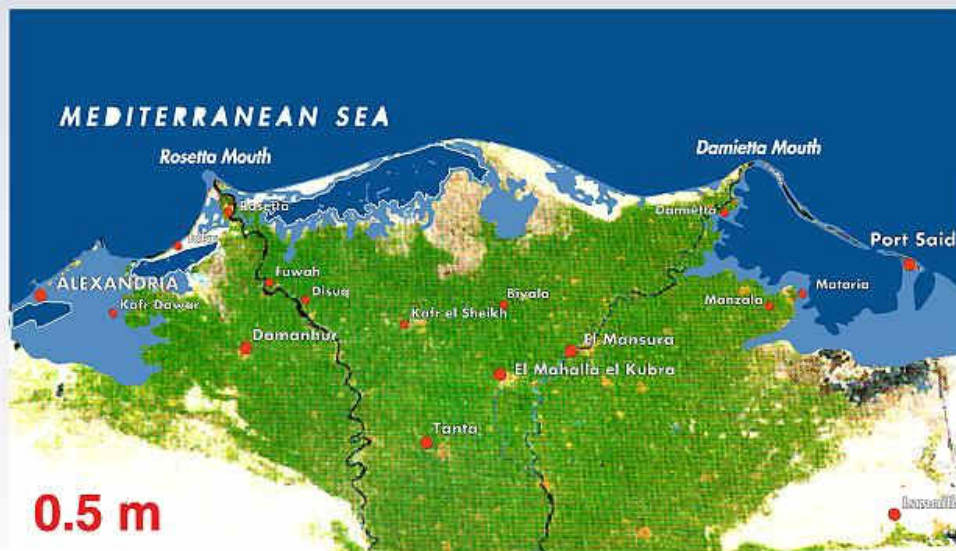 MEDITERRANEAN SEA
Rosetta Mouth
Damietta Mouth
Rosetta
Damietta
Port Said
ALEXANDRIA
Fuwah
Disuq
Mataria
Kafr Dawar
Biyala
Manzala
Kafr el Sheikh
Damanhur
El Mansura
El Mahalla el Kubra
Tanta
0.5 m